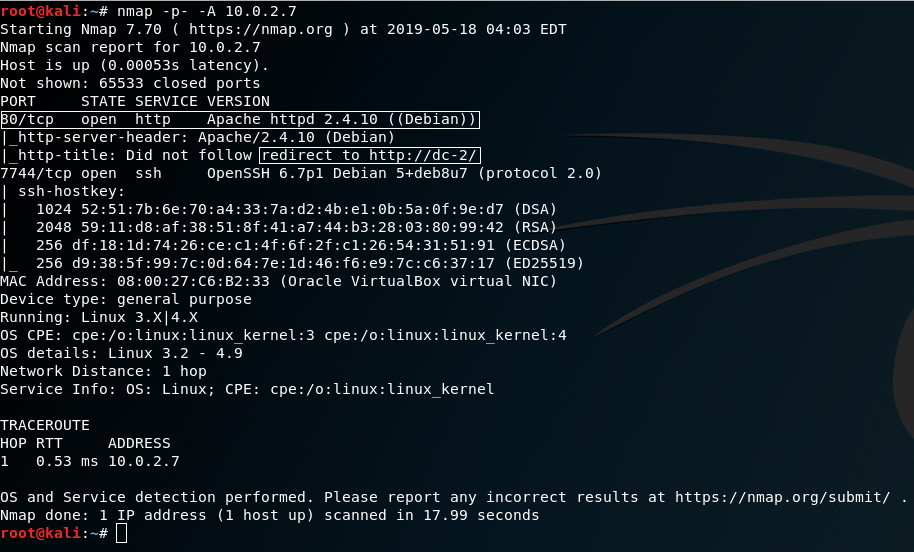 root@kali:~# nmap -p- -A 10.0.2.7
Starting Nmap 7.70 ( https://nmap.org ) at 2019-05-18 04:03 EDT
Nmap scan report for 10.0.2.7
Host is up (0.00053s latency).
Not shown: 65533 closed ports
PORT     STATE SERVICE VERSION
80/tcp   open  http    Apache httpd 2.4.10 ((Debian))
|_http-server-header: Apache/2.4.10 (Debian)
|_http-title: Did not follow redirect to http://dc-2/
7744/tcp open  ssh     OpenSSH 6.7p1 Debian 5+deb8u7 (protocol 2.0)
| ssh-hostkey:
|   1024 52:51:7b:6e:70:a4:33:7a:d2:4b:e1:0b:5a:0f:9e:d7 (DSA)
|   2048 59:11:d8:af:38:51:8f:41:a7:44:b3:28:03:80:99:42 (RSA)
|   256 df:18:1d:74:26:ce:c1:4f:6f:2f:c1:26:54:31:51:91 (ECDSA)
|_  256 d9:38:5f:99:7c:0d:64:7e:1d:46:f6:e9:7c:c6:37:17 (ED25519)
MAC Address: 08:00:27:C6:B2:33 (Oracle VirtualBox virtual NIC)
Device type: general purpose
Running: Linux 3.X|4.X
OS CPE: cpe:/o:linux:linux_kernel:3 cpe:/o:linux:linux_kernel:4
OS details: Linux 3.2 - 4.9
Network Distance: 1 hop
Service Info: OS: Linux; CPE: cpe:/o:linux:linux_kernel
TRACEROUTE
HOP RTT     ADDRESS
1   0.53 ms 10.0.2.7
OS and Service detection performed. Please report any incorrect results at https://nmap.org/submit/ .
Nmap done: 1 IP address (1 host up) scanned in 17.99 seconds
root@kali:~#